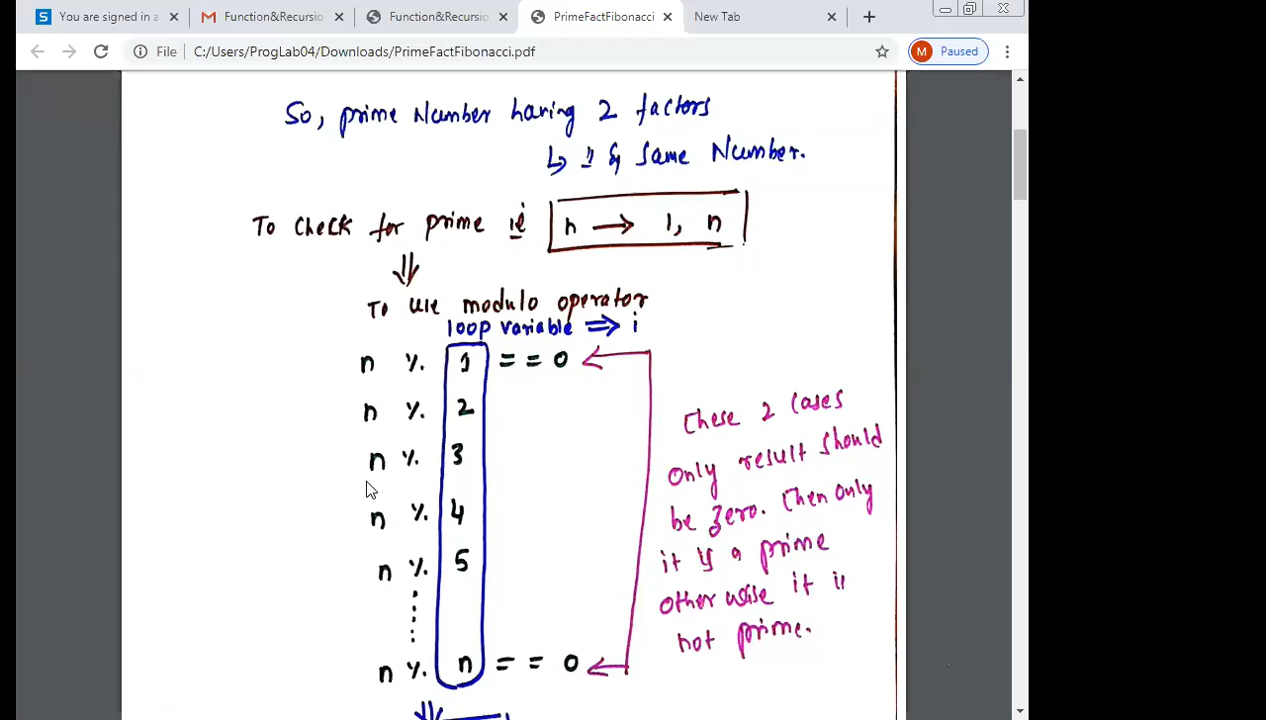 You are signed in a
Function&Recursio
Function&Recursio
PrimeFactFibonacci
New Tab
File
C:/Users/ProgLab04/Downloads/PrimeFactFibonacci.pdf
M Paused
So, prime Number having 2 factors
↳ 1 & Same Number.
To check for prime ie n → 1, n
⇓
To use modulo operator
loop variable ⇒ i
n % 1 == 0
n % 2
n % 3
n % 4
n % 5
n % n == 0
These 2 cases
only result should
be zero. Then only
it is a prime
otherwise it is
not prime.